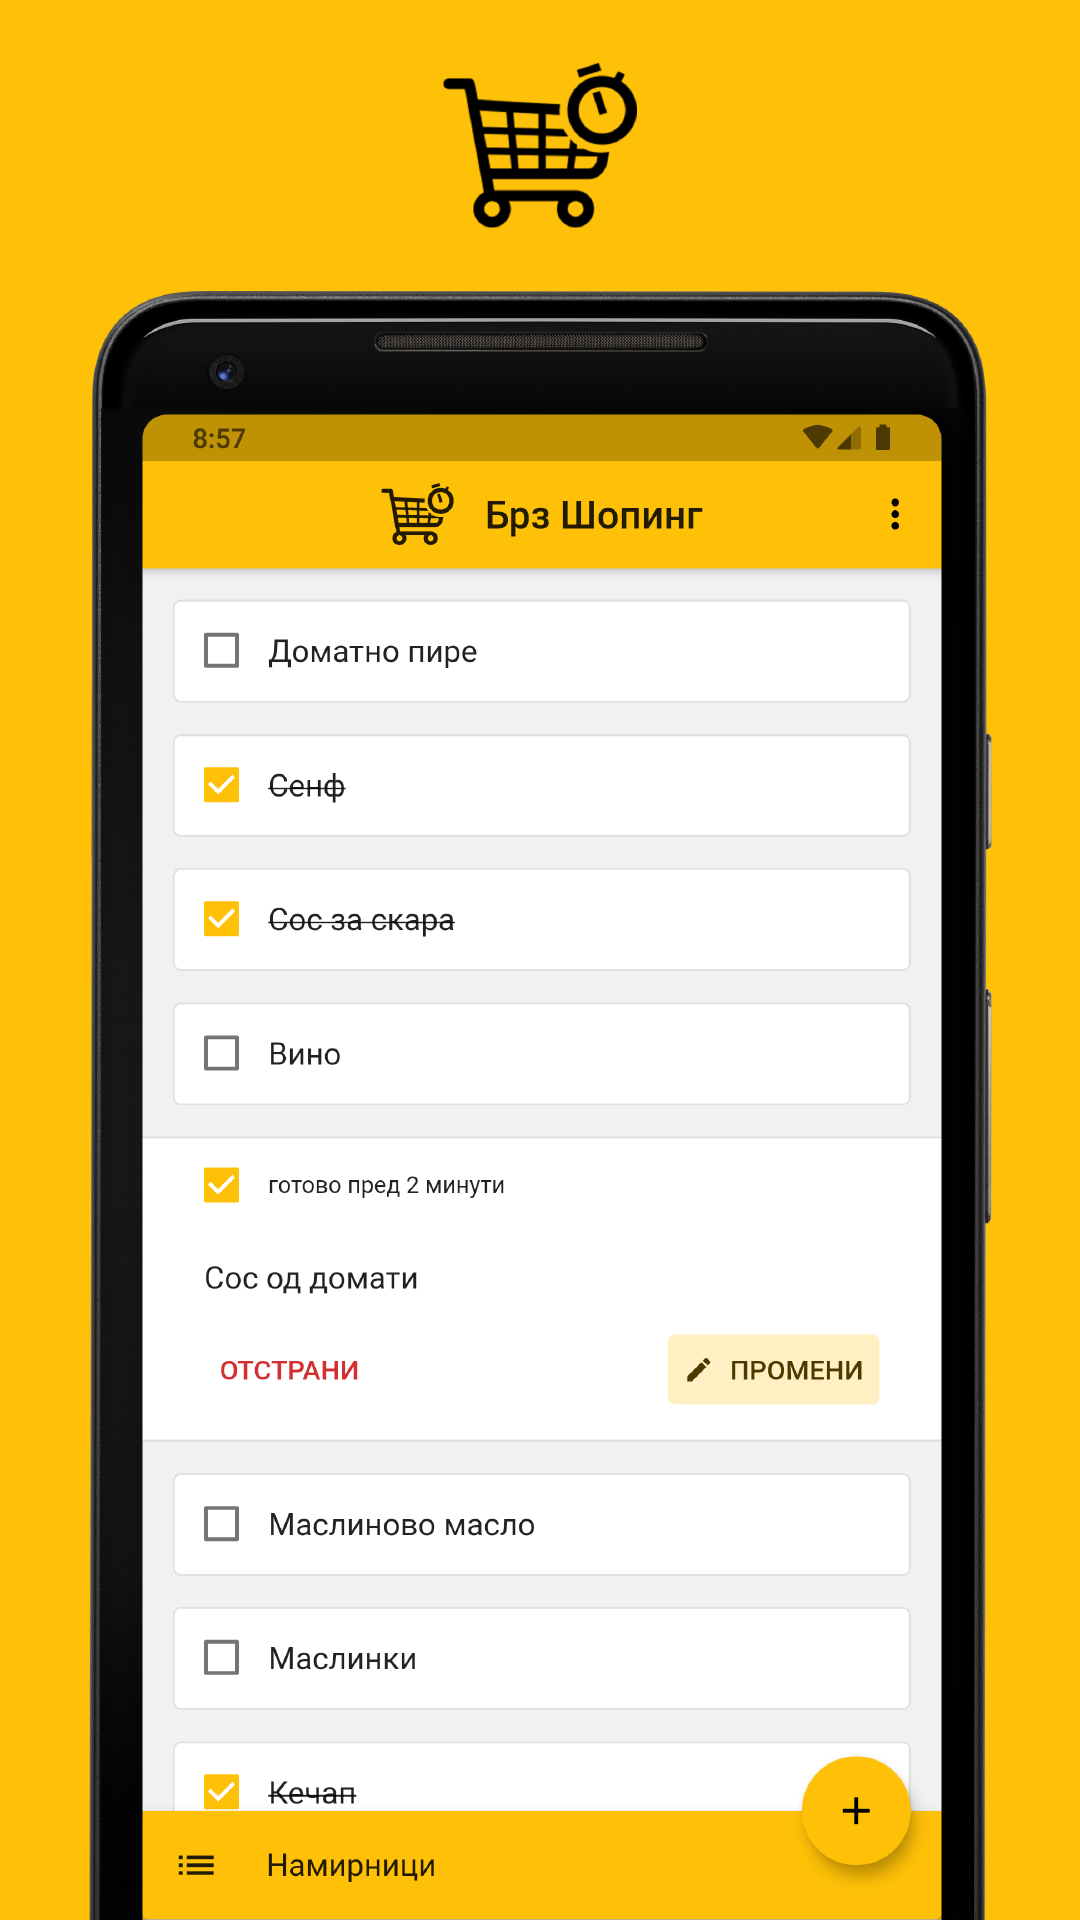 8:57
Брз Шопинг
Доматно пире
Сенф
Сос за скара
Вино
готово пред 2 минути
Сос од домати
ОТСТРАНИ
ПРОМЕНИ
Маслиново масло
Маслинки
Кечап
Намирници